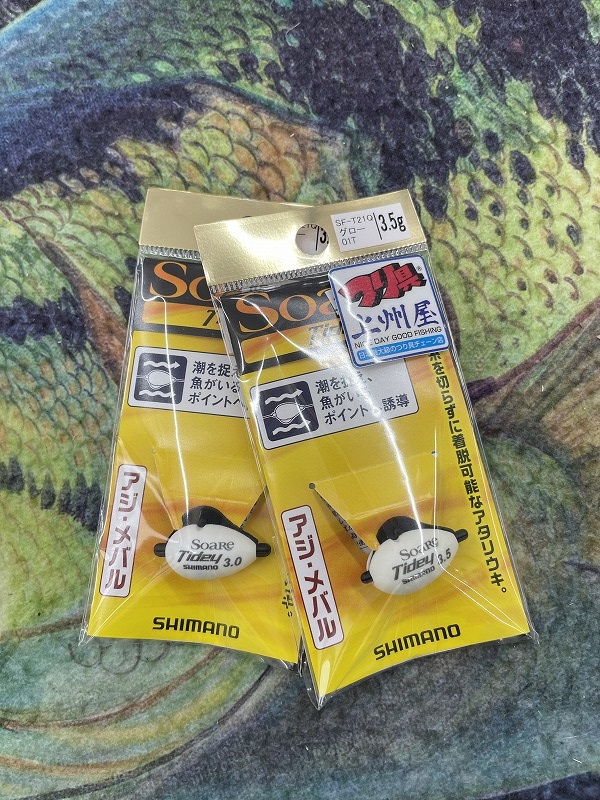 Soare
潮を捉え
魚がいる
ポイントへ
アジ・メバル
Soare
Tidey 3.0
SHIMANO
SHIMANO
SF-T21Q
グロー
01T
3.5g
Soare
つり具
上州屋
NICE DAY GOOD FISHING
潮を捉え、
魚がいる
ポイントへ誘導
糸を切らずに着脱可能なアタリウキ。
アジ・メバル
Soare
Tidey 3.5
SHIMANO
SHIMANO